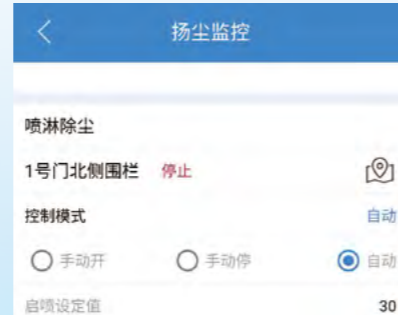 扬尘监控
喷淋除尘
1号门北侧围栏 停止
控制模式 自动
手动开 手动停 自动
启喷设定值 30